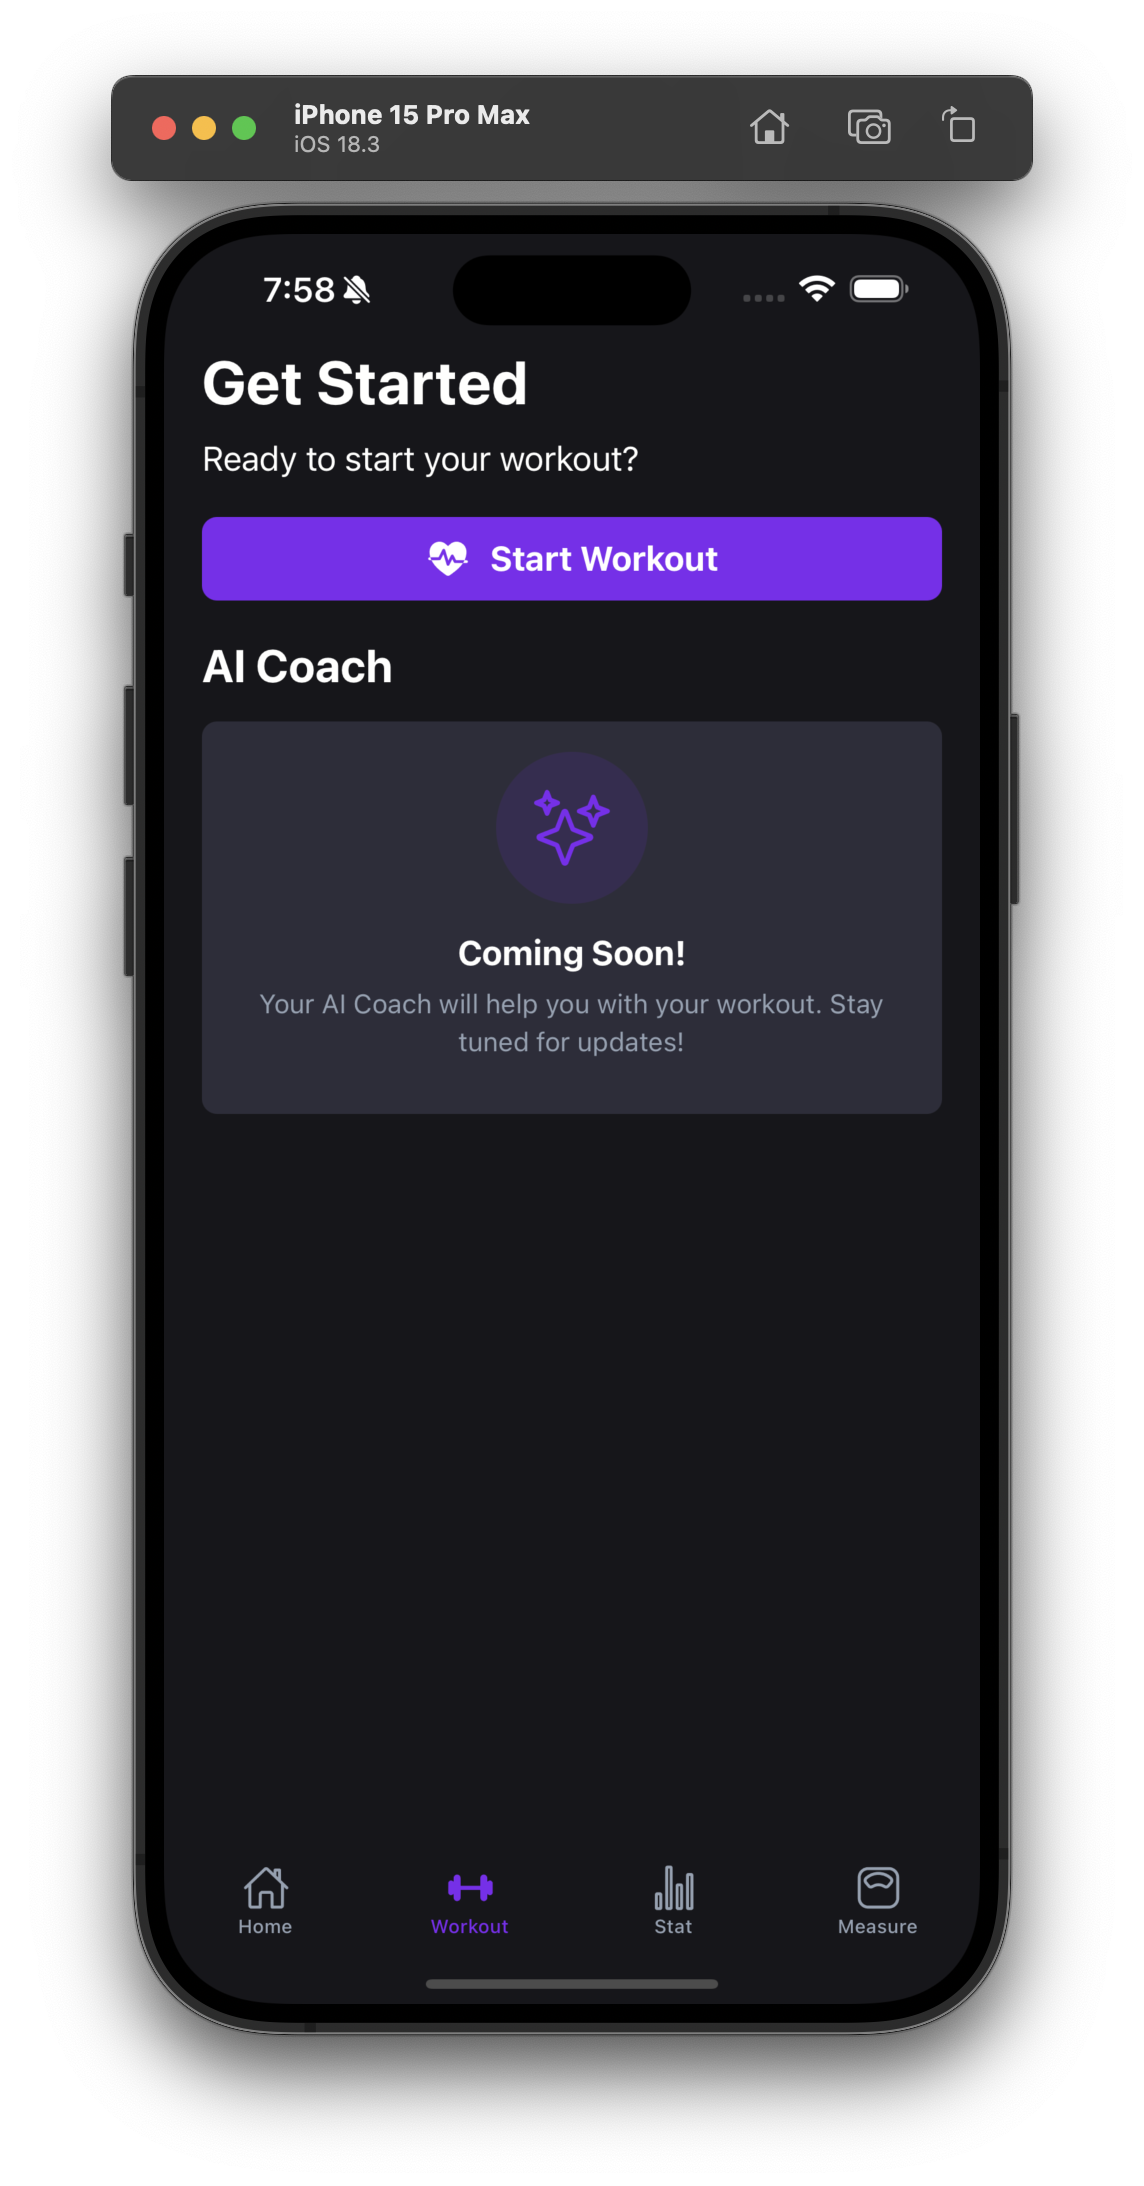 iPhone 15 Pro Max
iOS 18.3
7:58
Get Started
Ready to start your workout?
Start Workout
AI Coach
Coming Soon!
Your AI Coach will help you with your workout. Stay
tuned for updates!
Home
Workout
Stat
Measure